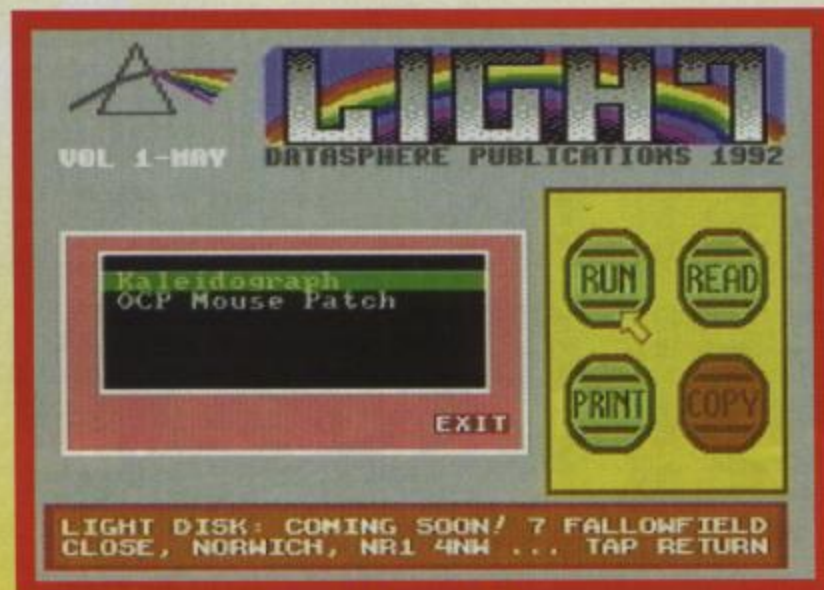 LIGHT
VOL 1-MAY
DATASPHERE PUBLICATIONS 1992
Kaleidograph
OCP Mouse Patch
EXIT
RUN
READ
PRINT
COPY
LIGHT DISK: COMING SOON! 7 FALLOWFIELD
CLOSE, NORWICH, NR1 4NW ... TAP RETURN